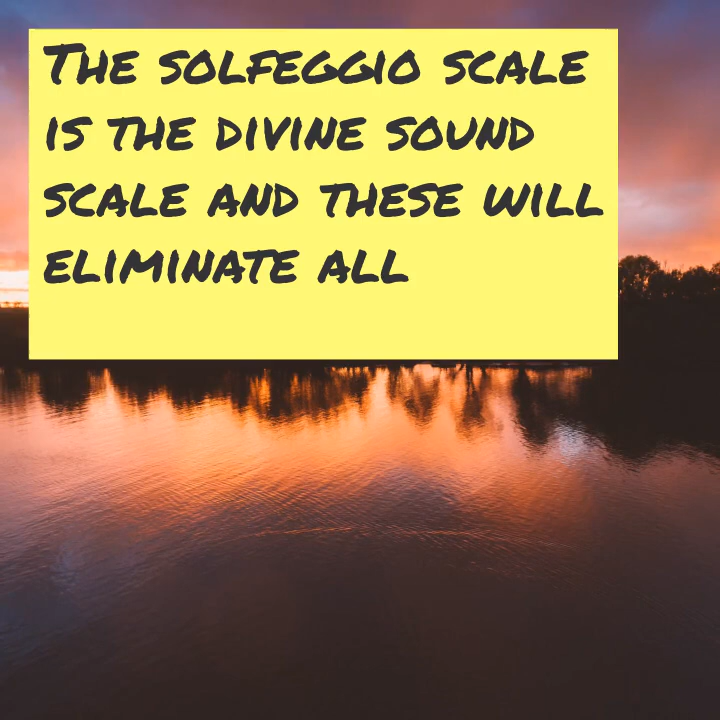 The solfeggio scale
is the divine sound
scale and these will
eliminate all